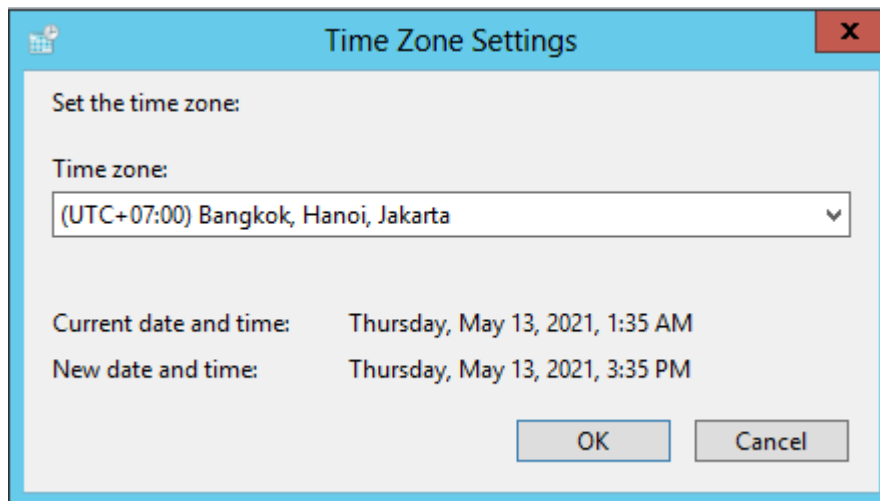 Time Zone Settings
x
Set the time zone:
Time zone:
(UTC+07:00) Bangkok, Hanoi, Jakarta
Current date and time: Thursday, May 13, 2021, 1:35 AM
New date and time: Thursday, May 13, 2021, 3:35 PM
OK Cancel